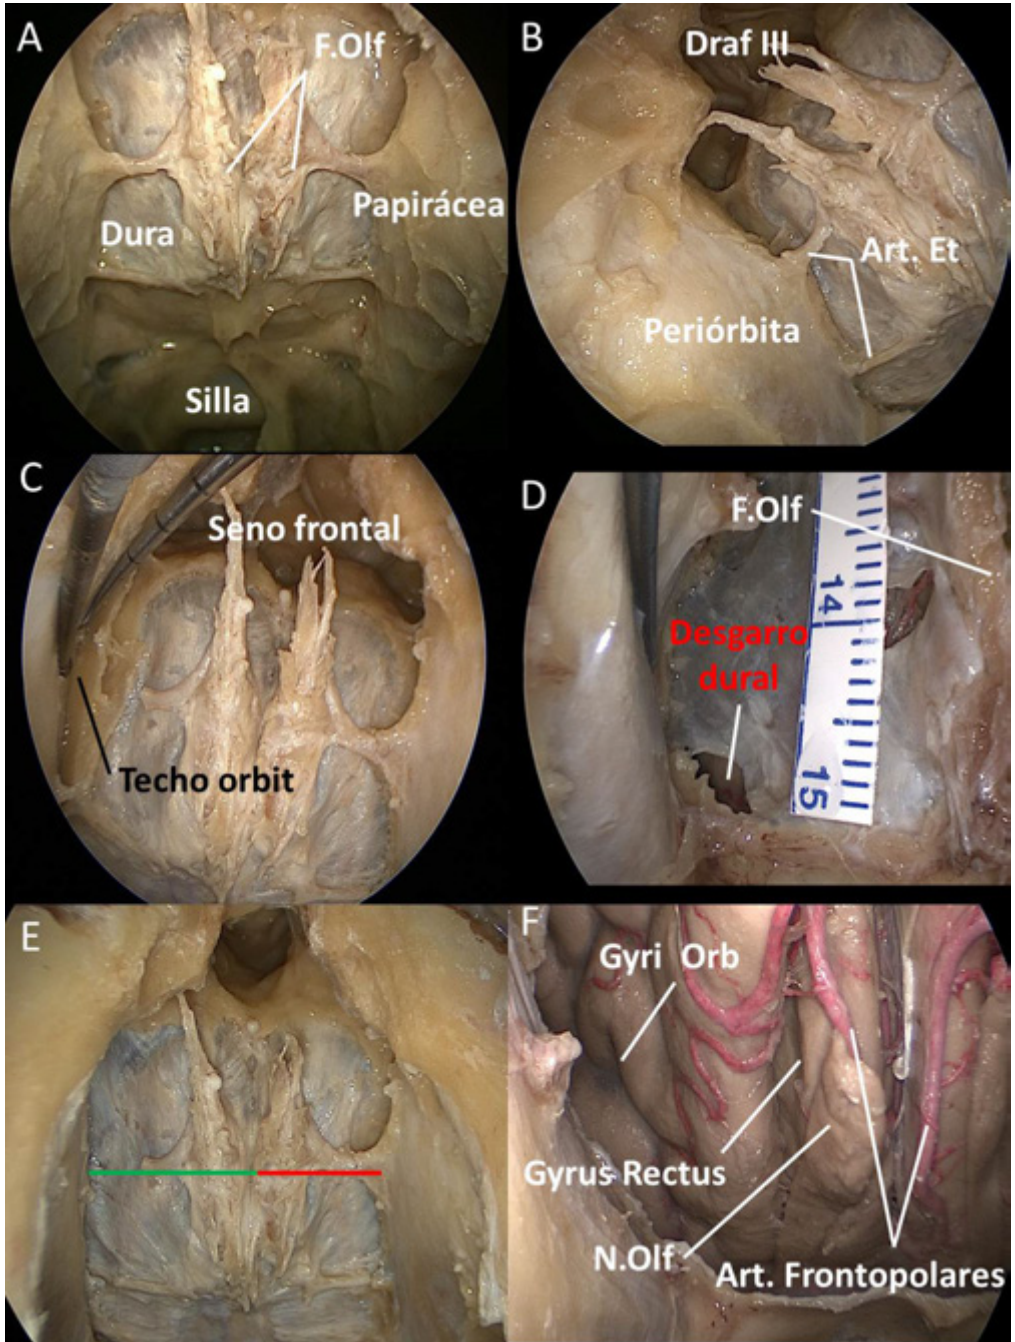 A
F.Olf
Dura
Papirácea
Silla
B
Draf III
Art. Et
Periórbita
C
Seno frontal
Techo orbit
D
F.Olf
14
Desgarro
dural
15
E
F
Gyri Orb
Gyrus Rectus
N.Olf
Art. Frontopolares